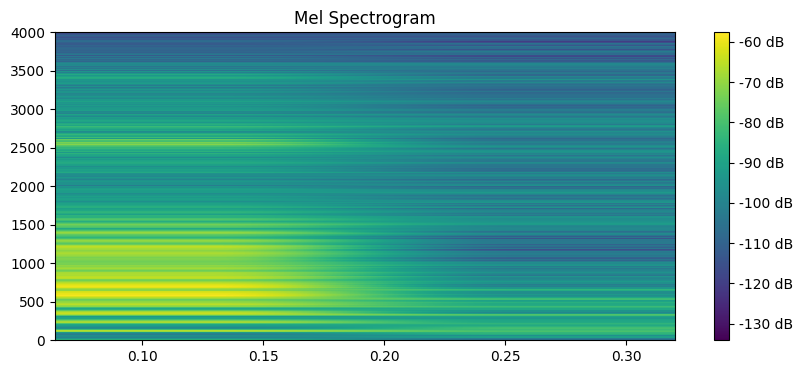 Mel Spectrogram
4000
3500
3000
2500
2000
1500
1000
500
0
0.10
0.15
0.20
0.25
0.30
-60 dB
-70 dB
-80 dB
-90 dB
-100 dB
-110 dB
-120 dB
-130 dB